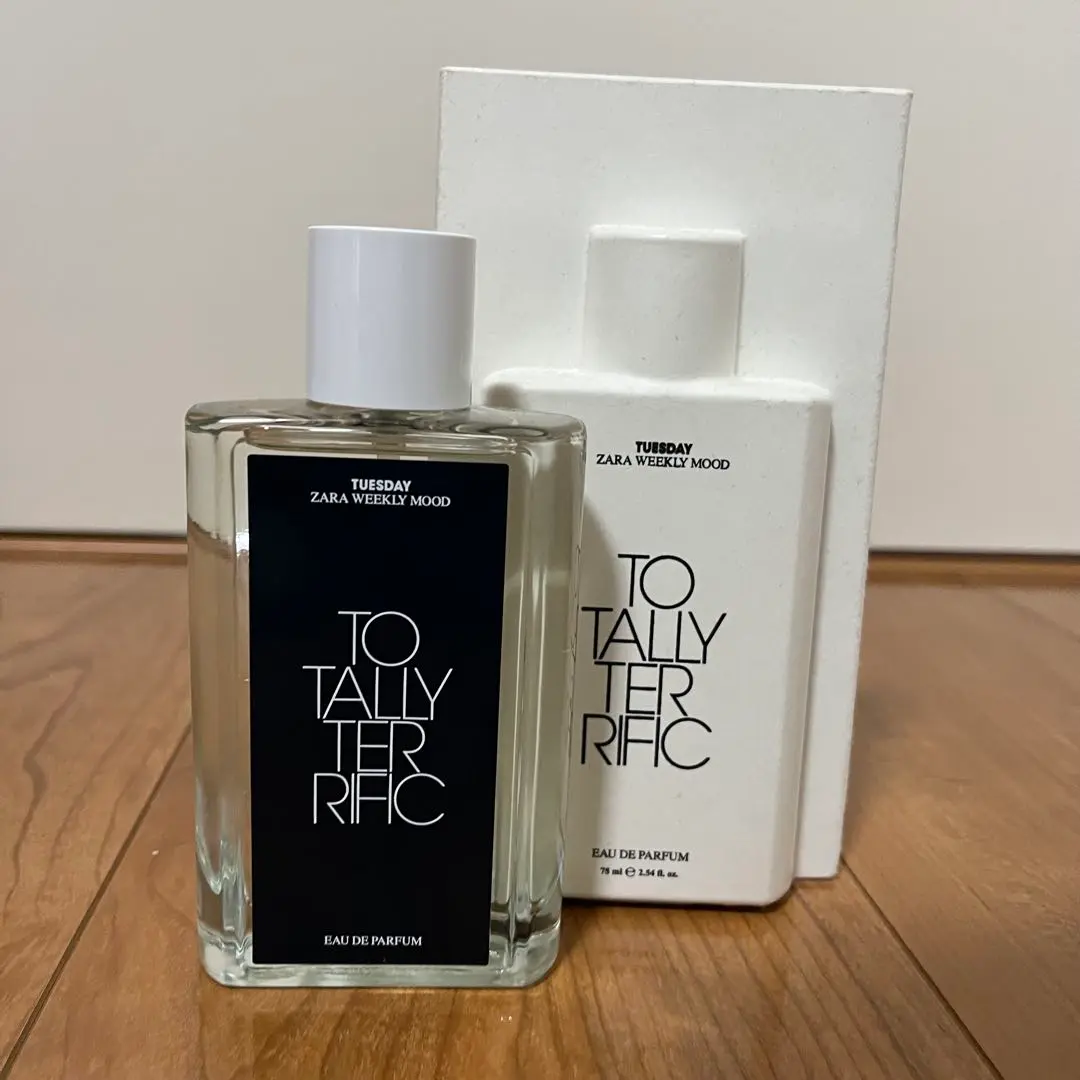 TUESDAY
ZARA WEEKLY MOOD
TO
TALLY
TER
RIFIC
EAU DE PARFUM
TUESDAY
ZARA WEEKLY MOOD
TO
TALLY
TER
RIFIC
EAU DE PARFUM
75 ml ℮ 2.54 fl. oz.